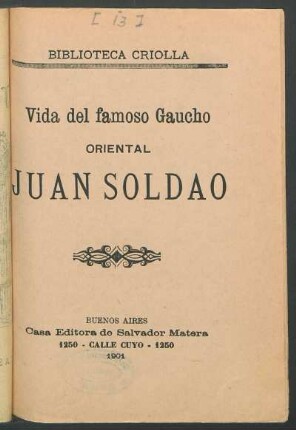 [ 13 ]
BIBLIOTECA CRIOLLA
Vida del famoso Gaucho
ORIENTAL
JUAN SOLDAO
BUENOS AIRES
Casa Editora de Salvador Matera
1250 - CALLE CUYO - 1250
1901